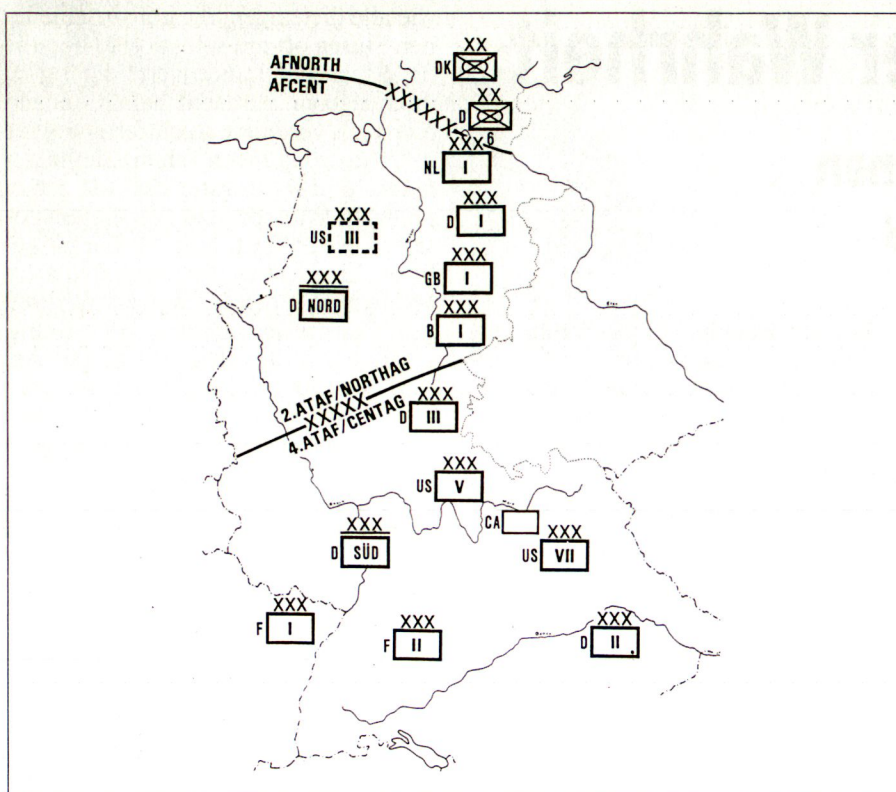 AFNORTH
AFCENT
XXXXXX
XX
DK
XX
D
6
XXX
NL I
XXX
D I
XXX
US III
XXX
GB I
XXX
D NORD
XXX
B I
2.ATAF/NORTHAG
XXXXX
4.ATAF/CENTAG
XXX
D III
XXX
US V
CA
XXX
D SÜD
XXX
US VII
XXX
F I
XXX
F II
XXX
D II